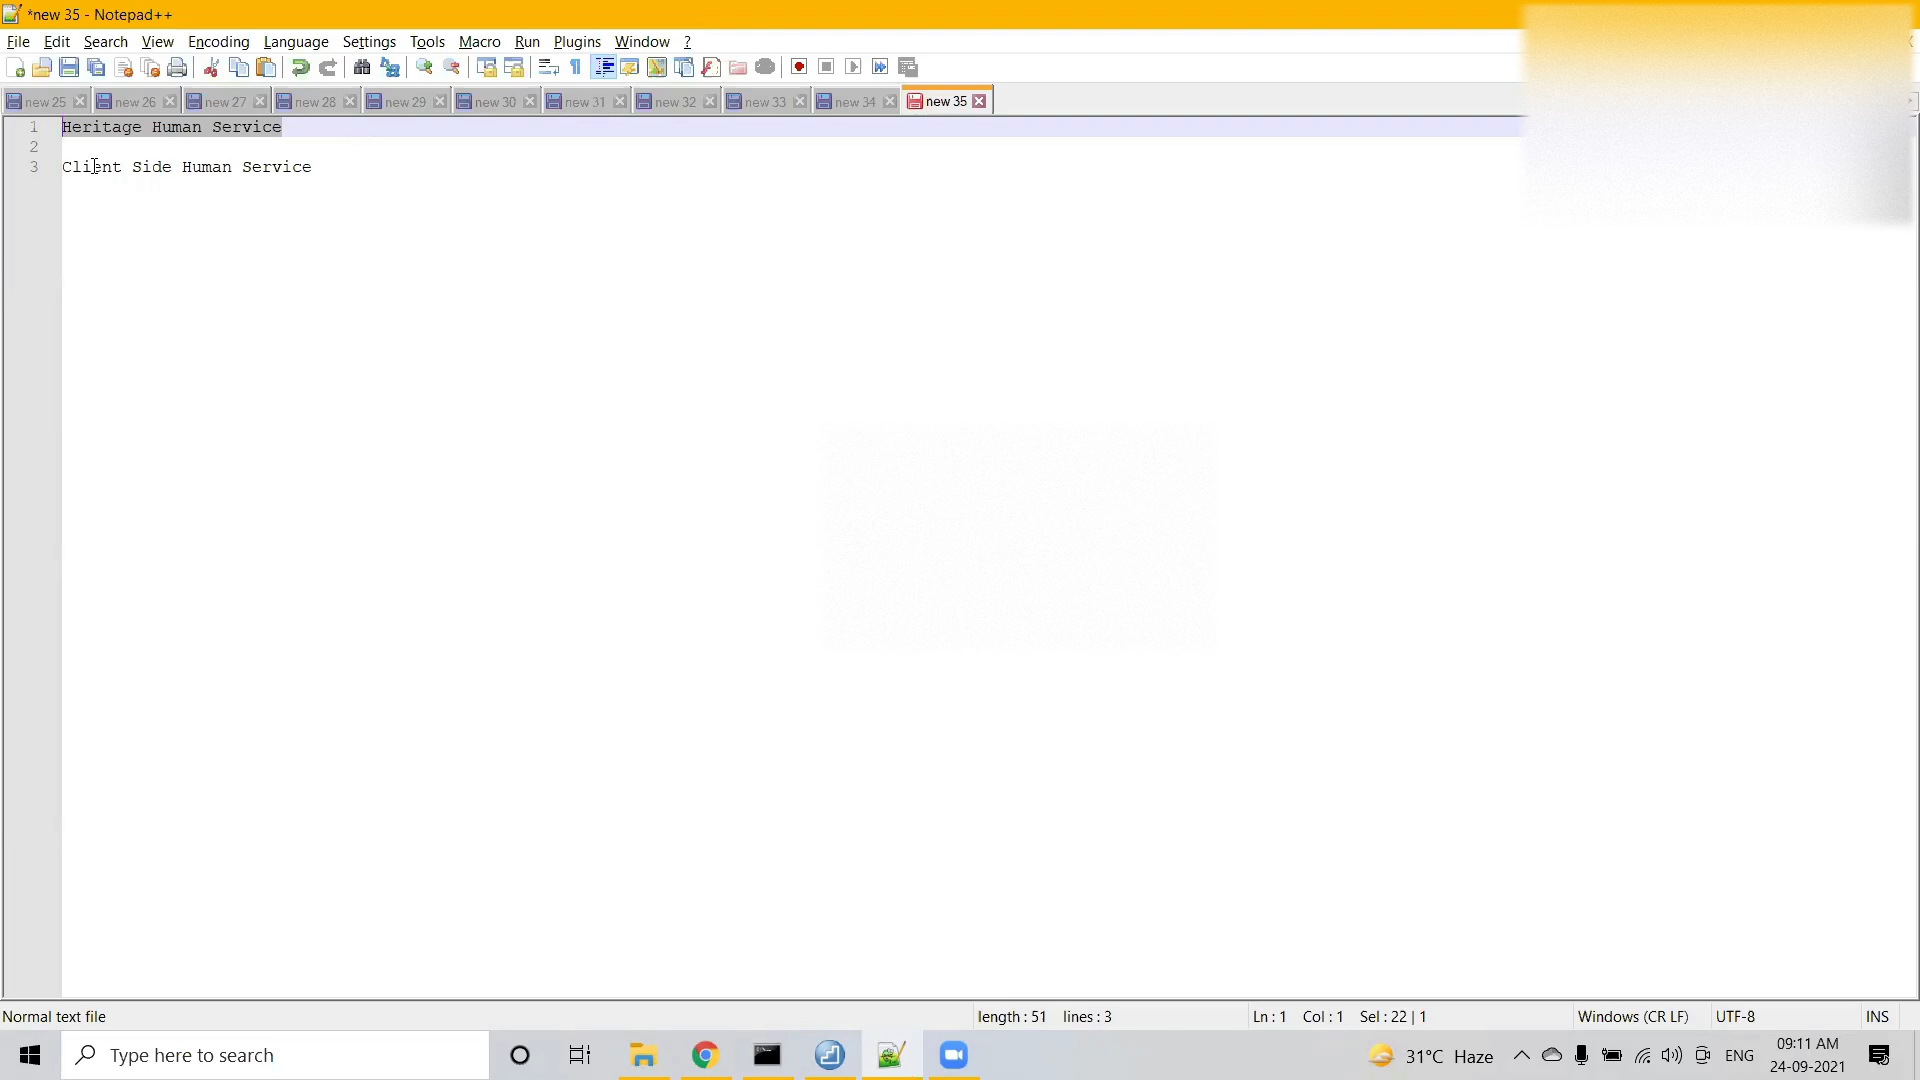 *new 35 - Notepad++
File Edit Search View Encoding Language Settings Tools Macro Run Plugins Window ?
new 25 new 26 new 27 new 28 new 29 new 30 new 31 new 32 new 33 new 34 new 35
1 Heritage Human Service
2
3 Client Side Human Service
Normal text file length : 51 lines : 3 Ln : 1 Col : 1 Sel : 22 | 1 Windows (CR LF) UTF-8 INS
Type here to search 31°C Haze ENG 09:11 AM
24-09-2021